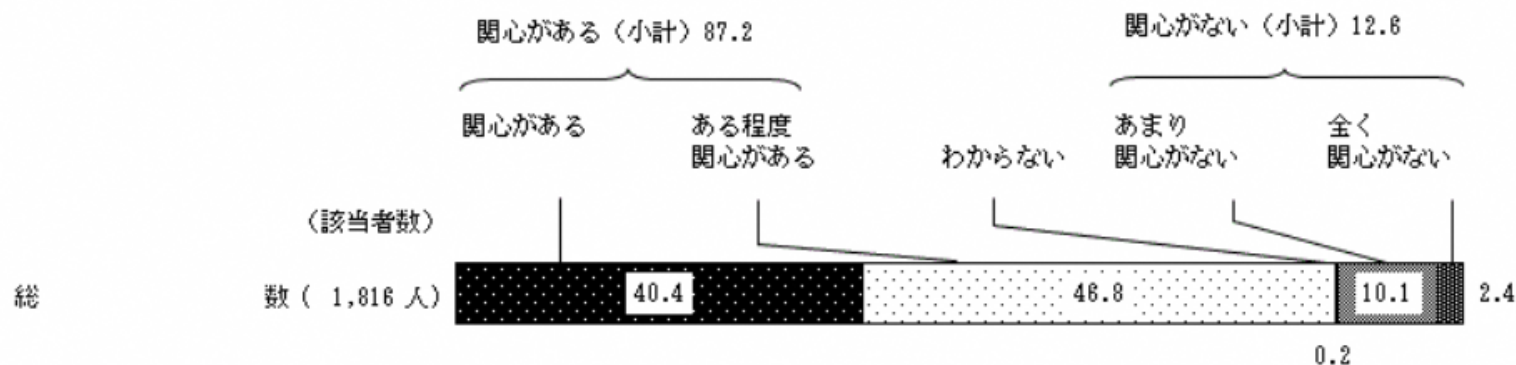 関心がある（小計）87.2
関心がない（小計）12.6
関心がある
ある程度
関心がある
わからない
あまり
関心がない
全く
関心がない
（該当者数）
総 数（ 1,816 人）
40.4
46.8
10.1
2.4
0.2